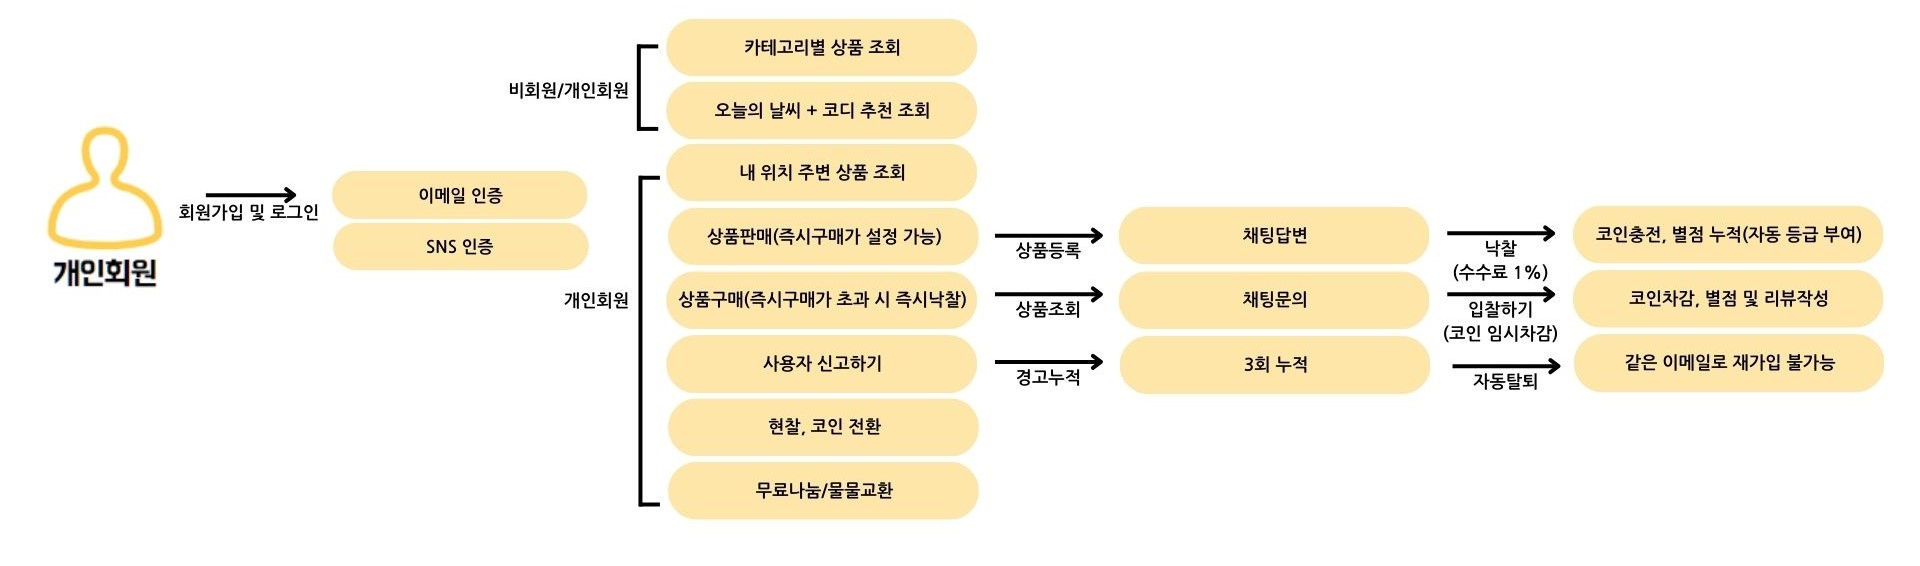 개인회원
회원가입 및 로그인
이메일 인증
SNS 인증
비회원/개인회원
카테고리별 상품 조회
오늘의 날씨 + 코디 추천 조회
개인회원
내 위치 주변 상품 조회
상품판매(즉시구매가 설정 가능)
상품등록
채팅답변
낙찰
(수수료 1%)
코인충전, 별점 누적(자동 등급 부여)
상품구매(즉시구매가 초과 시 즉시낙찰)
상품조회
채팅문의
입찰하기
(코인 임시차감)
코인차감, 별점 및 리뷰작성
사용자 신고하기
경고누적
3회 누적
자동탈퇴
같은 이메일로 재가입 불가능
현찰, 코인 전환
무료나눔/물물교환